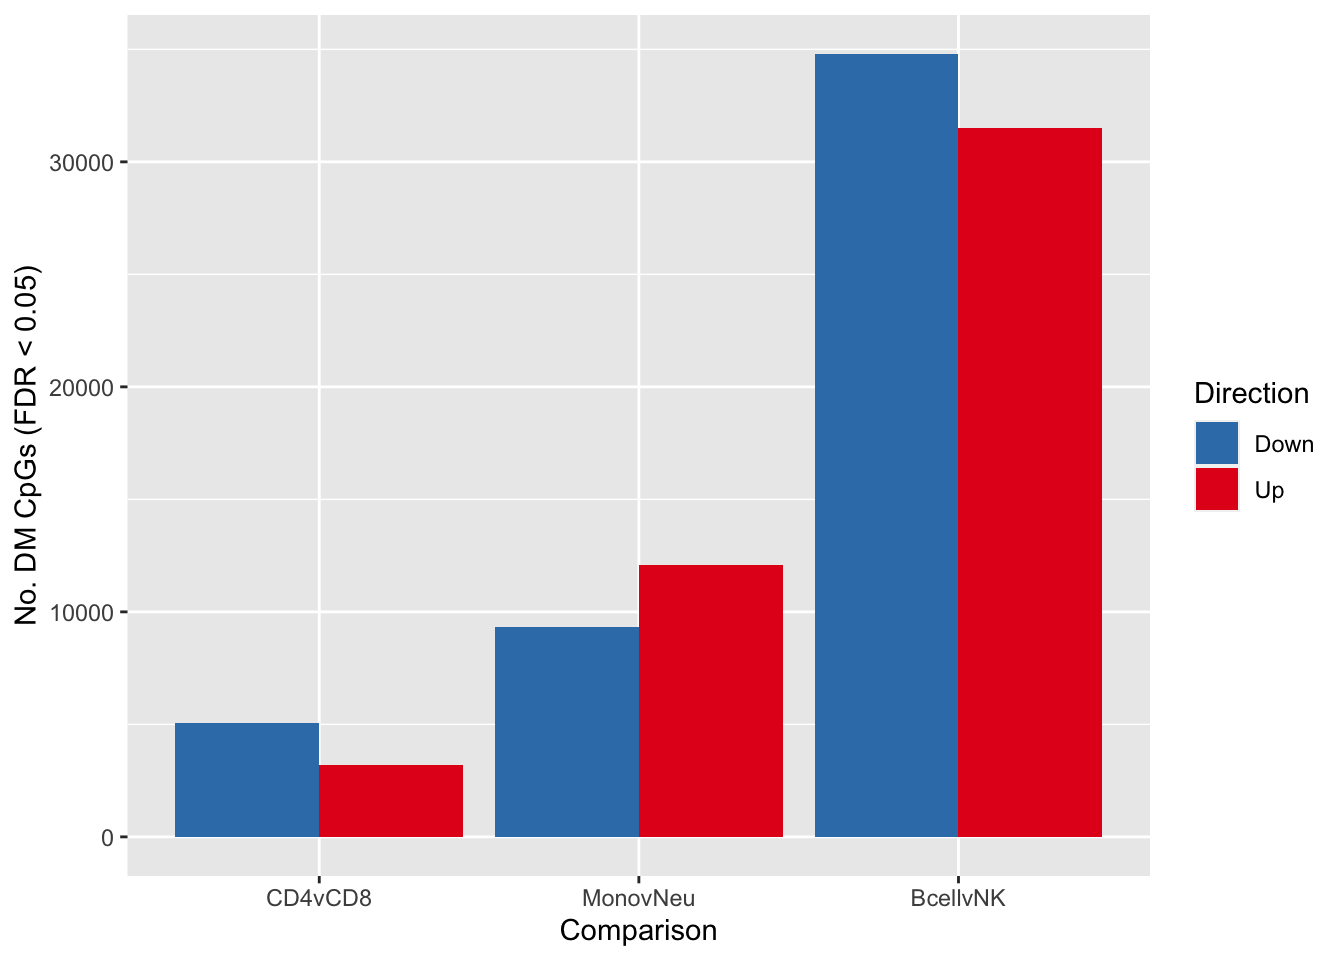 No. DM CpGs (FDR < 0.05)
30000
20000
10000
0
CD4vCD8
MonovNeu
BcellvNK
Comparison
Direction
Down
Up